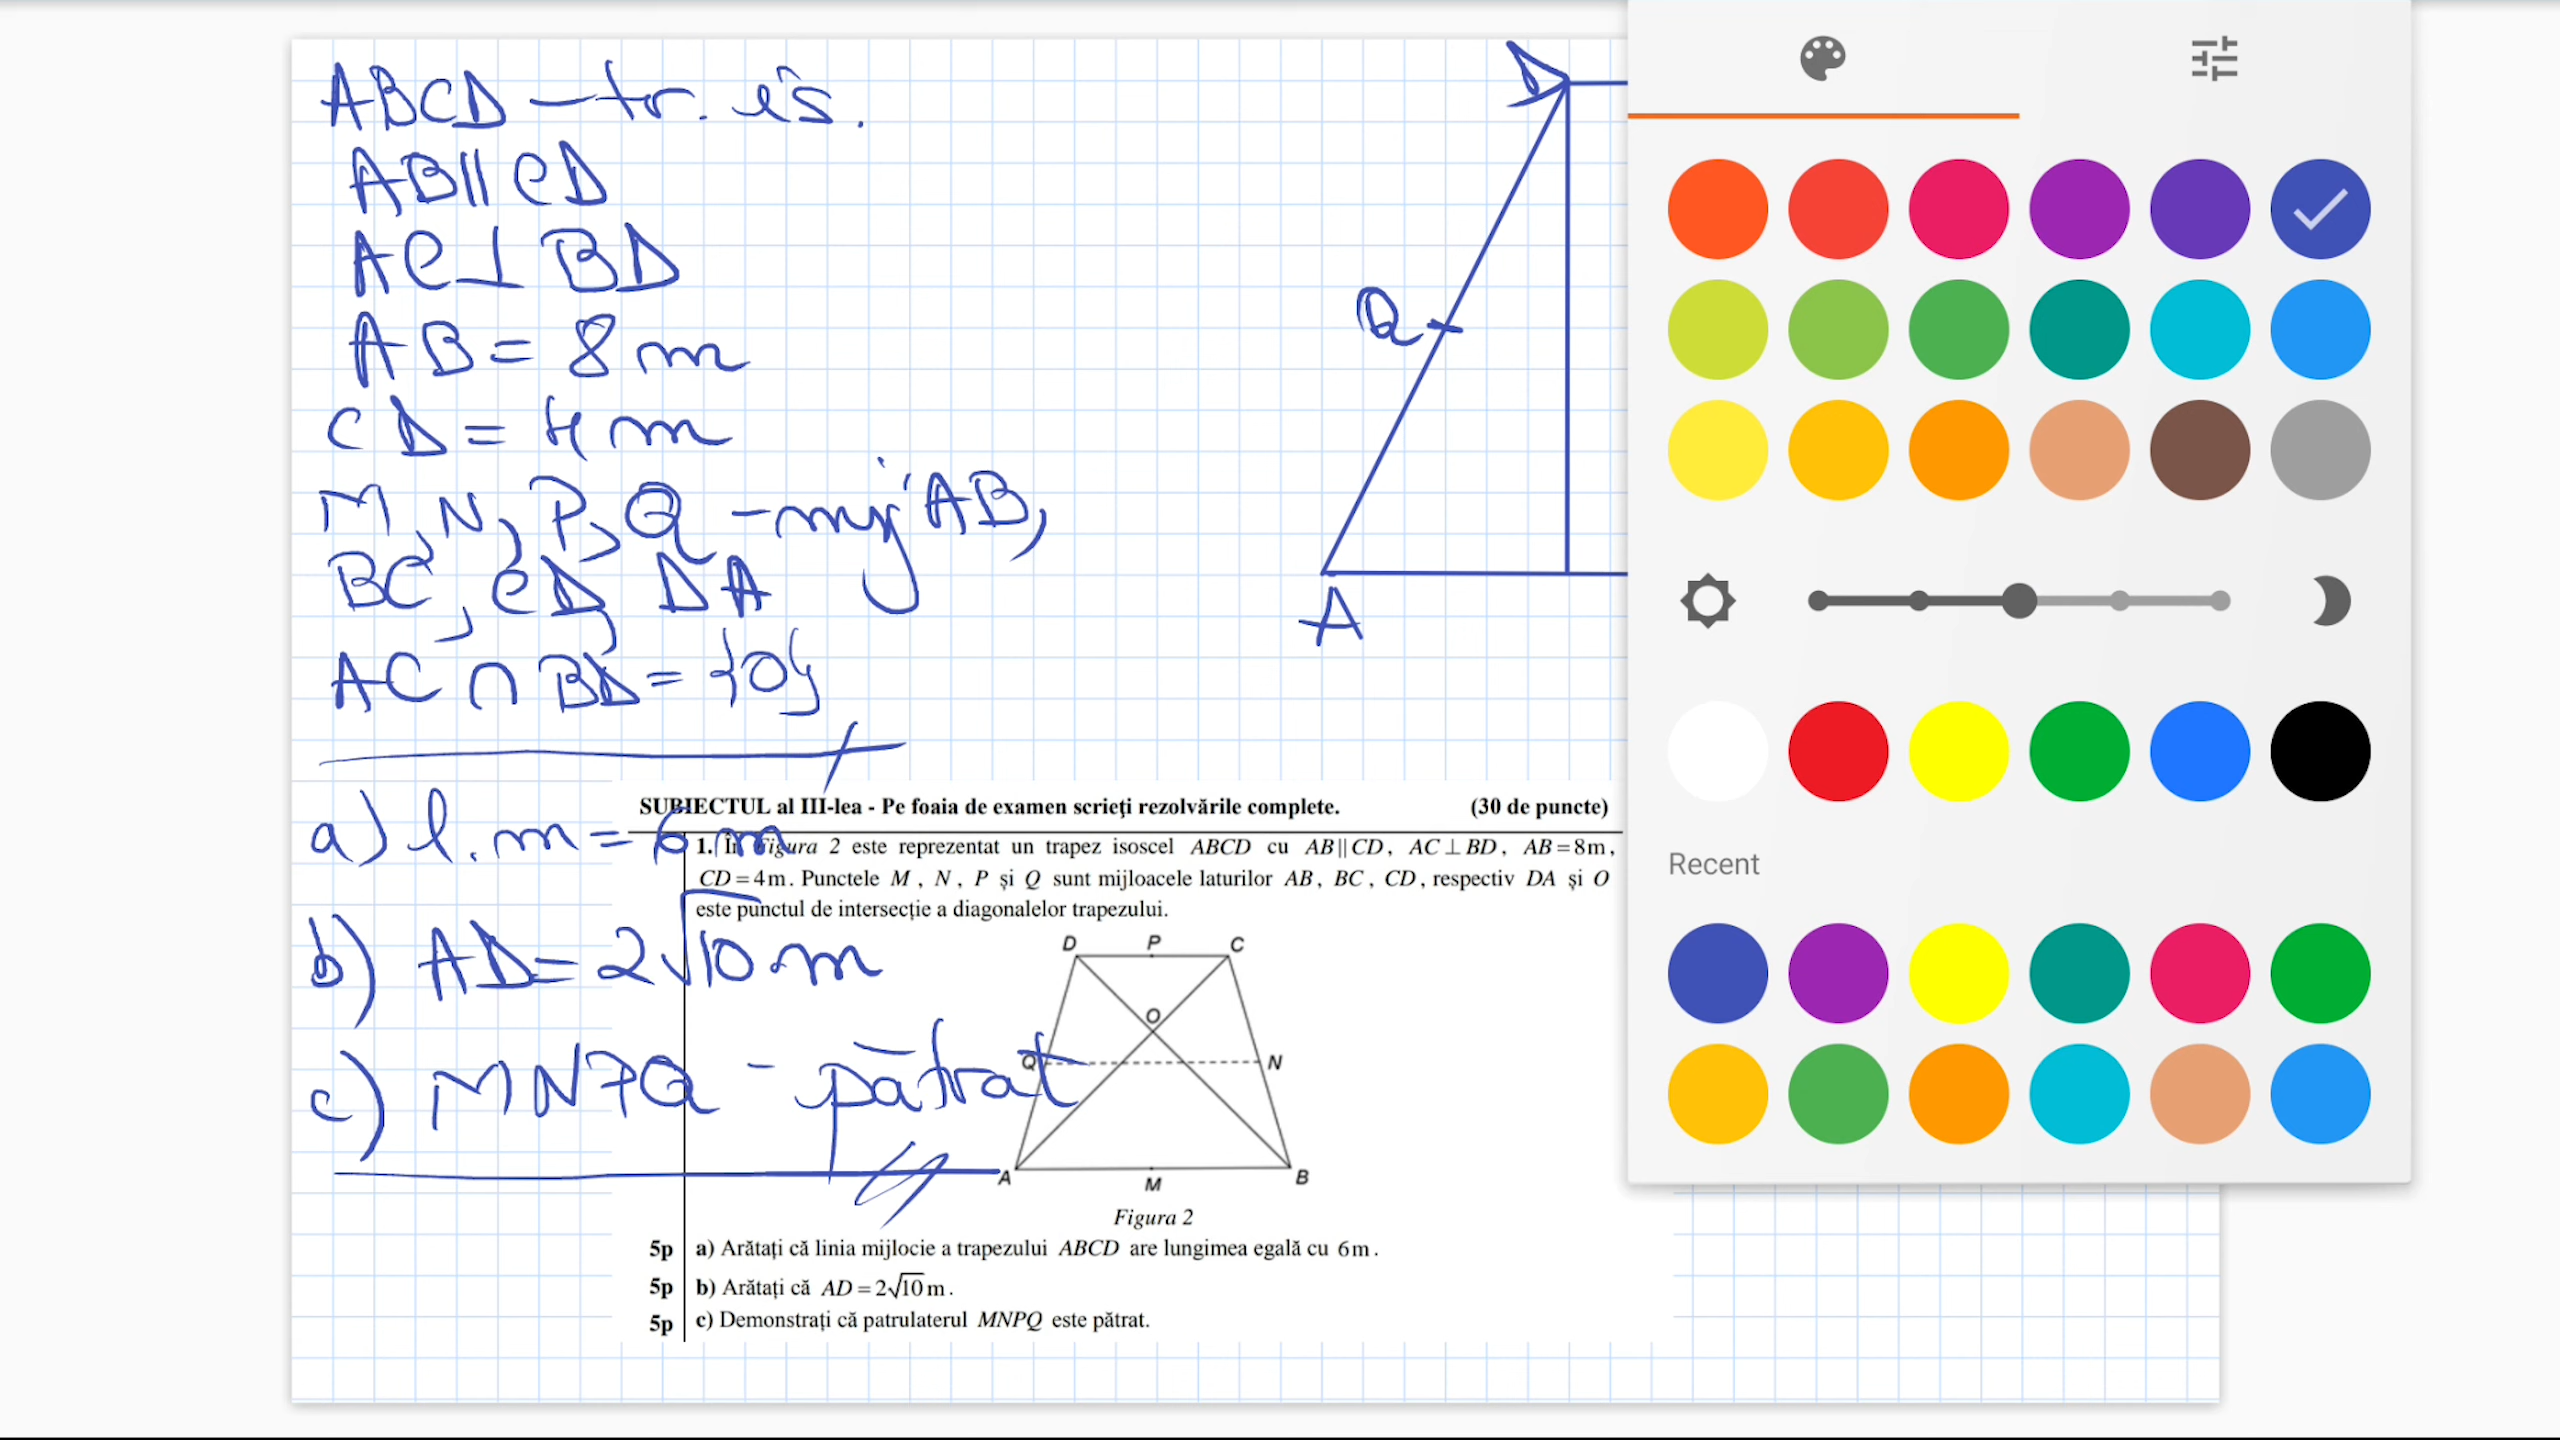 ABCD – tr. is.
AB ∥ CD
AC ⊥ BD
AB = 8 m
CD = 4 m
M, N, P, Q – mij AB,
BC, CD, DA
AC ∩ BD = {O}
a) l.m = 6 m
b) AD = 2√10 m
c) MNPQ – pătrat
D
Q
A
SUBIECTUL al III-lea - Pe foaia de examen scrieți rezolvările complete. (30 de puncte)
1. În Figura 2 este reprezentat un trapez isoscel ABCD cu AB ∥ CD, AC ⊥ BD, AB = 8m,
CD = 4m. Punctele M, N, P și Q sunt mijloacele laturilor AB, BC, CD, respectiv DA și O
este punctul de intersecție a diagonalelor trapezului.
D P C
O
Q N
A M B
Figura 2
5p a) Arătați că linia mijlocie a trapezului ABCD are lungimea egală cu 6m.
5p b) Arătați că AD = 2√10 m.
5p c) Demonstrați că patrulaterul MNPQ este pătrat.
Recent